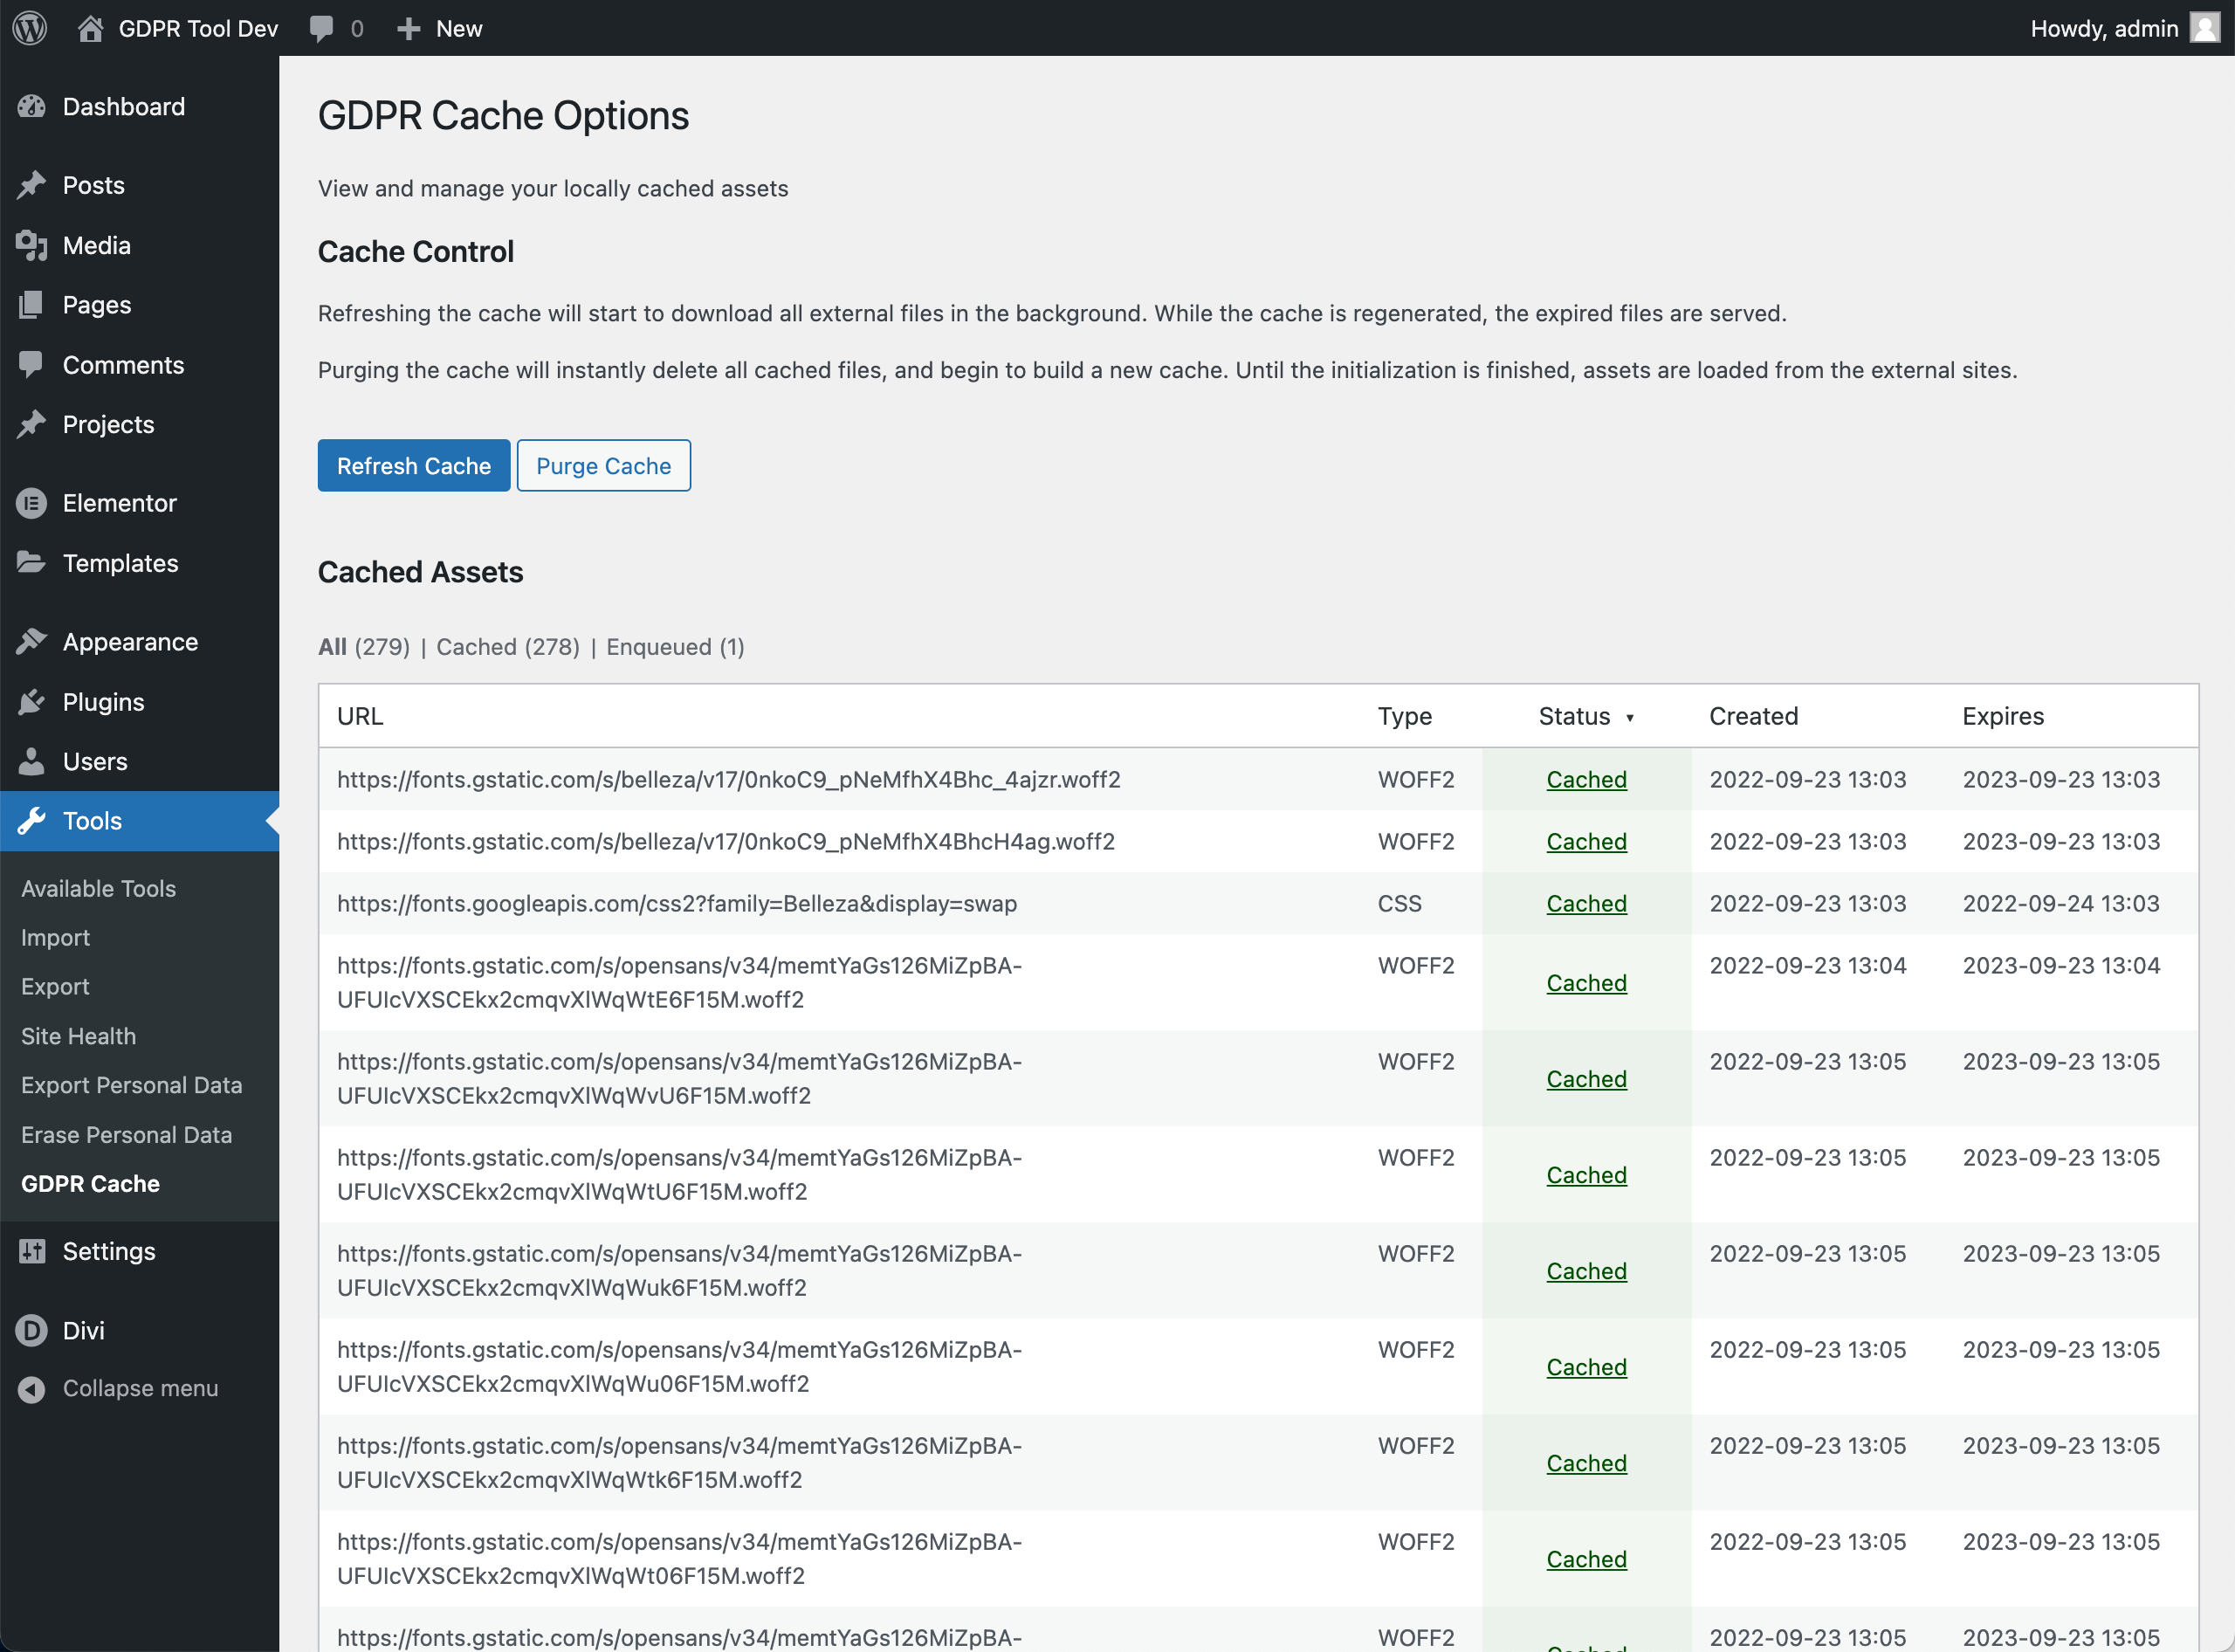 GDPR Tool Dev
0
New
Howdy, admin
Dashboard
Posts
Media
Pages
Comments
Projects
Elementor
Templates
Appearance
Plugins
Users
Tools
Available Tools
Import
Export
Site Health
Export Personal Data
Erase Personal Data
GDPR Cache
Settings
Divi
Collapse menu
GDPR Cache Options
View and manage your locally cached assets
Cache Control
Refreshing the cache will start to download all external files in the background. While the cache is regenerated, the expired files are served.
Purging the cache will instantly delete all cached files, and begin to build a new cache. Until the initialization is finished, assets are loaded from the external sites.
Refresh Cache
Purge Cache
Cached Assets
All (279) | Cached (278) | Enqueued (1)
URL Type Status ▼ Created Expires
https://fonts.gstatic.com/s/belleza/v17/0nkoC9_pNeMfhX4Bhc_4ajzr.woff2 WOFF2 Cached 2022-09-23 13:03 2023-09-23 13:03
https://fonts.gstatic.com/s/belleza/v17/0nkoC9_pNeMfhX4BhcH4ag.woff2 WOFF2 Cached 2022-09-23 13:03 2023-09-23 13:03
https://fonts.googleapis.com/css2?family=Belleza&display=swap CSS Cached 2022-09-23 13:03 2022-09-24 13:03
https://fonts.gstatic.com/s/opensans/v34/memtYaGs126MiZpBA- WOFF2 Cached 2022-09-23 13:04 2023-09-23 13:04
UFUIcVXSCEkx2cmqvXlWqWtE6F15M.woff2
https://fonts.gstatic.com/s/opensans/v34/memtYaGs126MiZpBA- WOFF2 Cached 2022-09-23 13:05 2023-09-23 13:05
UFUIcVXSCEkx2cmqvXlWqWvU6F15M.woff2
https://fonts.gstatic.com/s/opensans/v34/memtYaGs126MiZpBA- WOFF2 Cached 2022-09-23 13:05 2023-09-23 13:05
UFUIcVXSCEkx2cmqvXlWqWtU6F15M.woff2
https://fonts.gstatic.com/s/opensans/v34/memtYaGs126MiZpBA- WOFF2 Cached 2022-09-23 13:05 2023-09-23 13:05
UFUIcVXSCEkx2cmqvXlWqWuk6F15M.woff2
https://fonts.gstatic.com/s/opensans/v34/memtYaGs126MiZpBA- WOFF2 Cached 2022-09-23 13:05 2023-09-23 13:05
UFUIcVXSCEkx2cmqvXlWqWu06F15M.woff2
https://fonts.gstatic.com/s/opensans/v34/memtYaGs126MiZpBA- WOFF2 Cached 2022-09-23 13:05 2023-09-23 13:05
UFUIcVXSCEkx2cmqvXlWqWtk6F15M.woff2
https://fonts.gstatic.com/s/opensans/v34/memtYaGs126MiZpBA- WOFF2 Cached 2022-09-23 13:05 2023-09-23 13:05
UFUIcVXSCEkx2cmqvXlWqWt06F15M.woff2
https://fonts.gstatic.com/s/opensans/v34/memtYaGs126MiZpBA- WOFF2 2022-09-23 13:05 2023-09-23 13:05